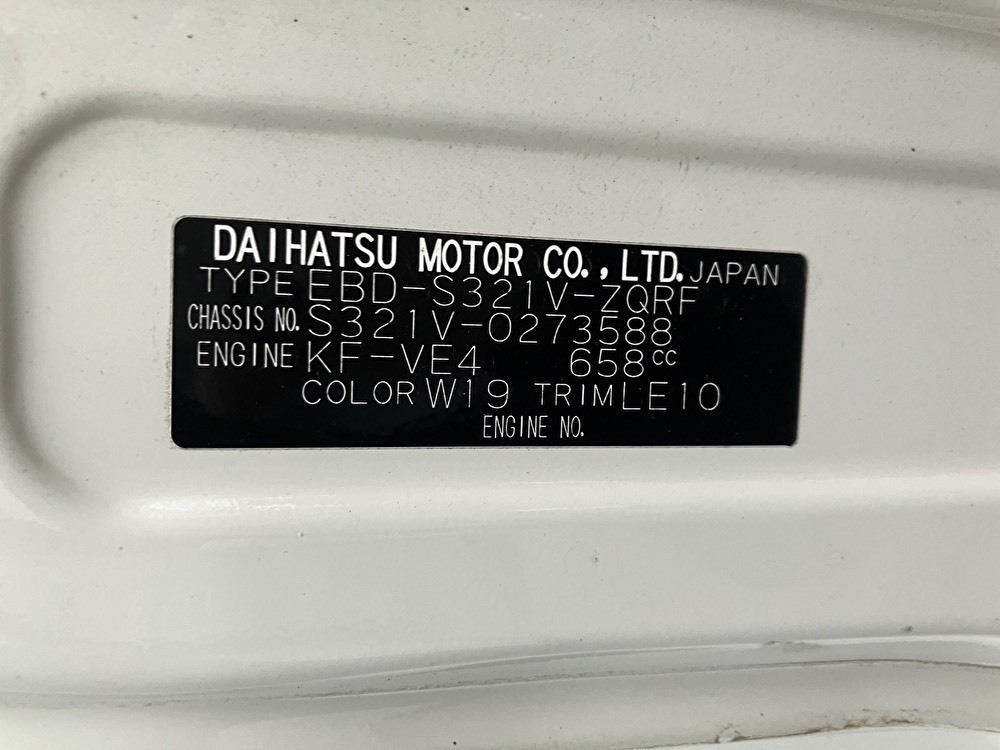 DAIHATSU MOTOR CO., LTD. JAPAN
TYPE EBD-S321V-ZQRF
CHASSIS NO. S321V-0273588
ENGINE KF-VE4 658cc
COLOR W19 TRIM LE10
ENGINE NO.